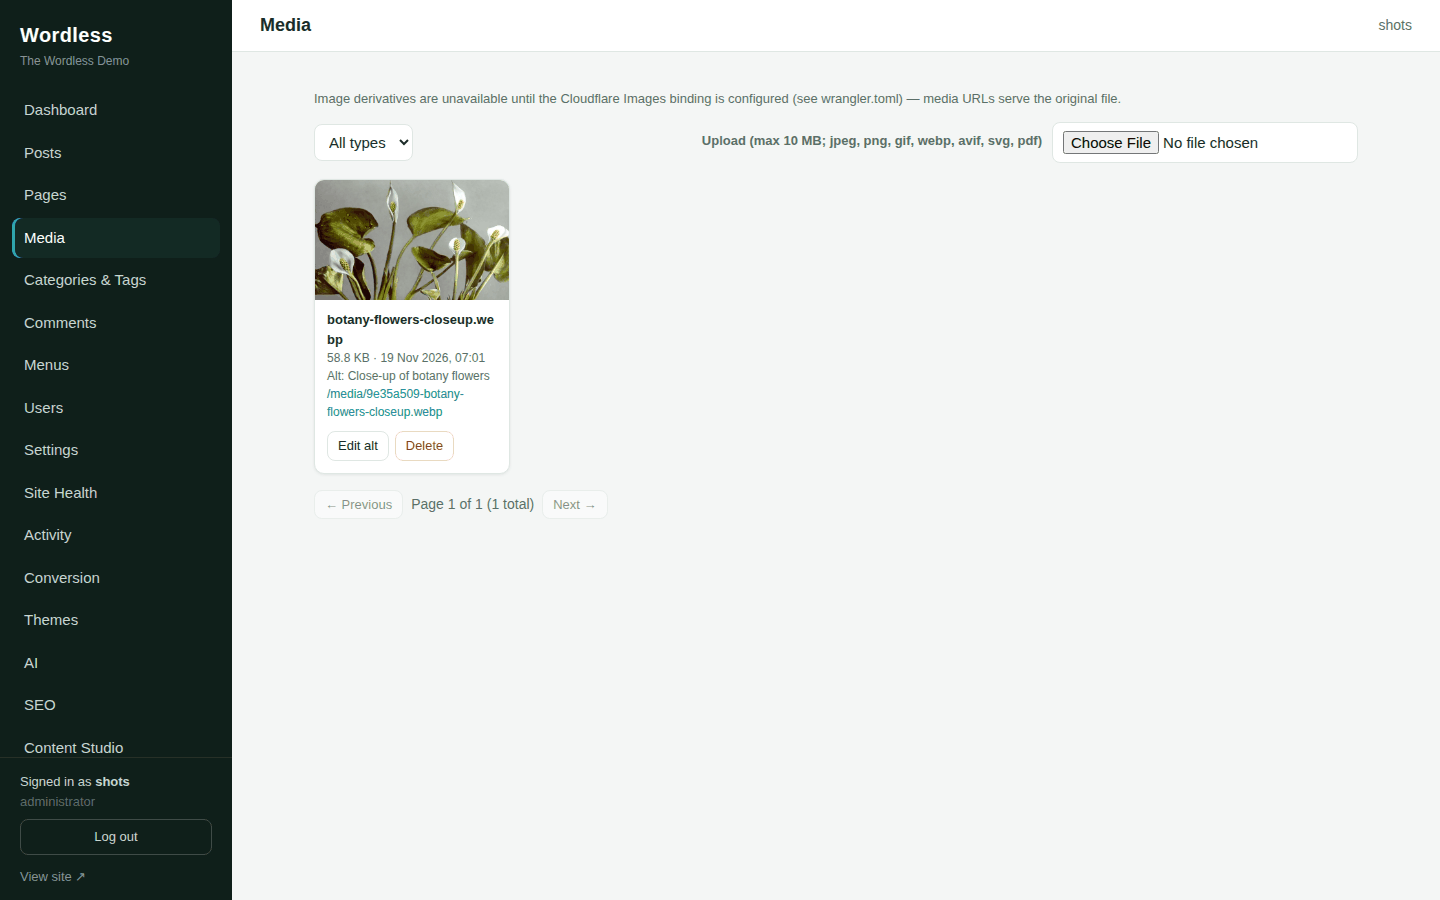 Wordless
The Wordless Demo
Dashboard
Posts
Pages
Media
Categories & Tags
Comments
Menus
Users
Settings
Site Health
Activity
Conversion
Themes
AI
SEO
Content Studio
Signed in as shots
administrator
Log out
View site ↗
Media
shots
Image derivatives are unavailable until the Cloudflare Images binding is configured (see wrangler.toml) — media URLs serve the original file.
All types
Upload (max 10 MB; jpeg, png, gif, webp, avif, svg, pdf)
Choose File No file chosen
botany-flowers-closeup.we
bp
58.8 KB · 19 Nov 2026, 07:01
Alt: Close-up of botany flowers
/media/9e35a509-botany-
flowers-closeup.webp
Edit alt
Delete
← Previous
Page 1 of 1 (1 total)
Next →